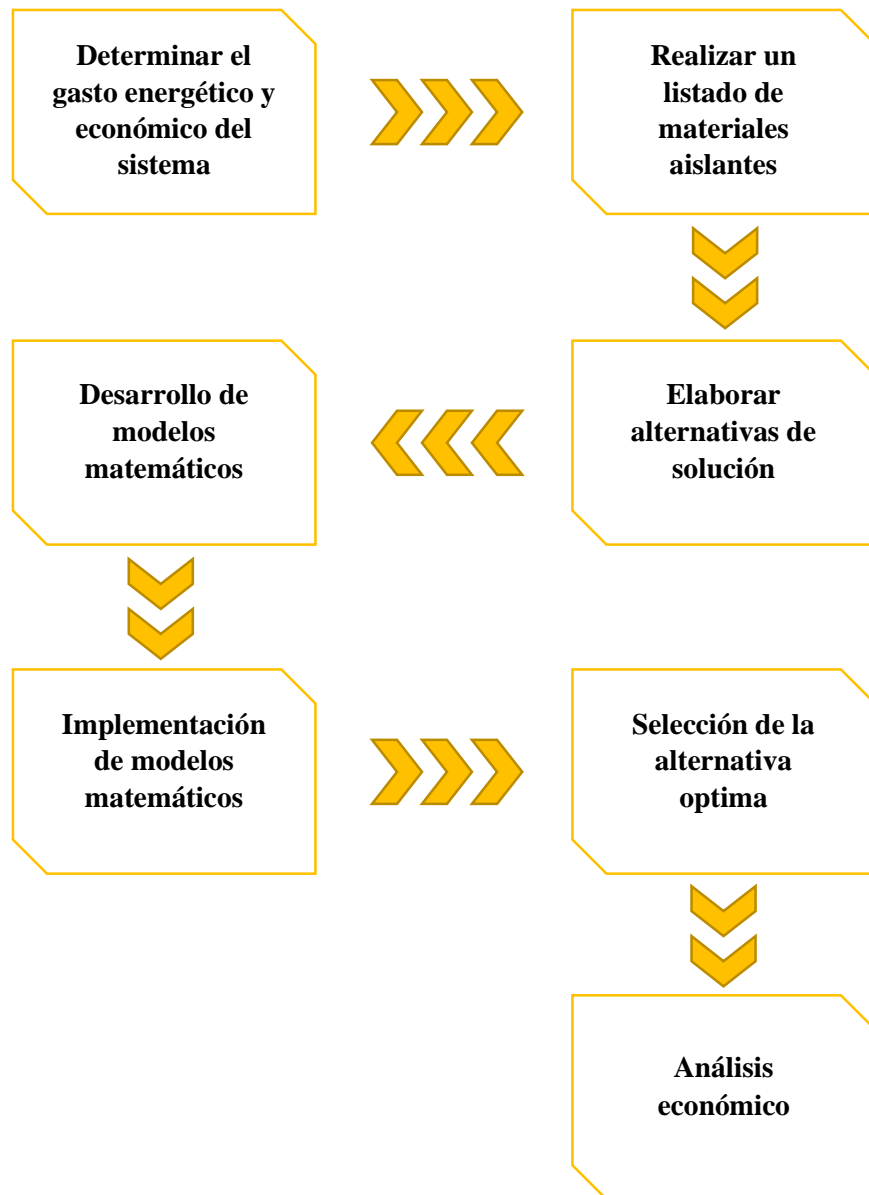 Determinar el
gasto energético y
económico del
sistema
Realizar un
listado de
materiales
aislantes
Elaborar
alternativas de
solución
Desarrollo de
modelos
matemáticos
Implementación
de modelos
matemáticos
Selección de la
alternativa
optima
Análisis
económico